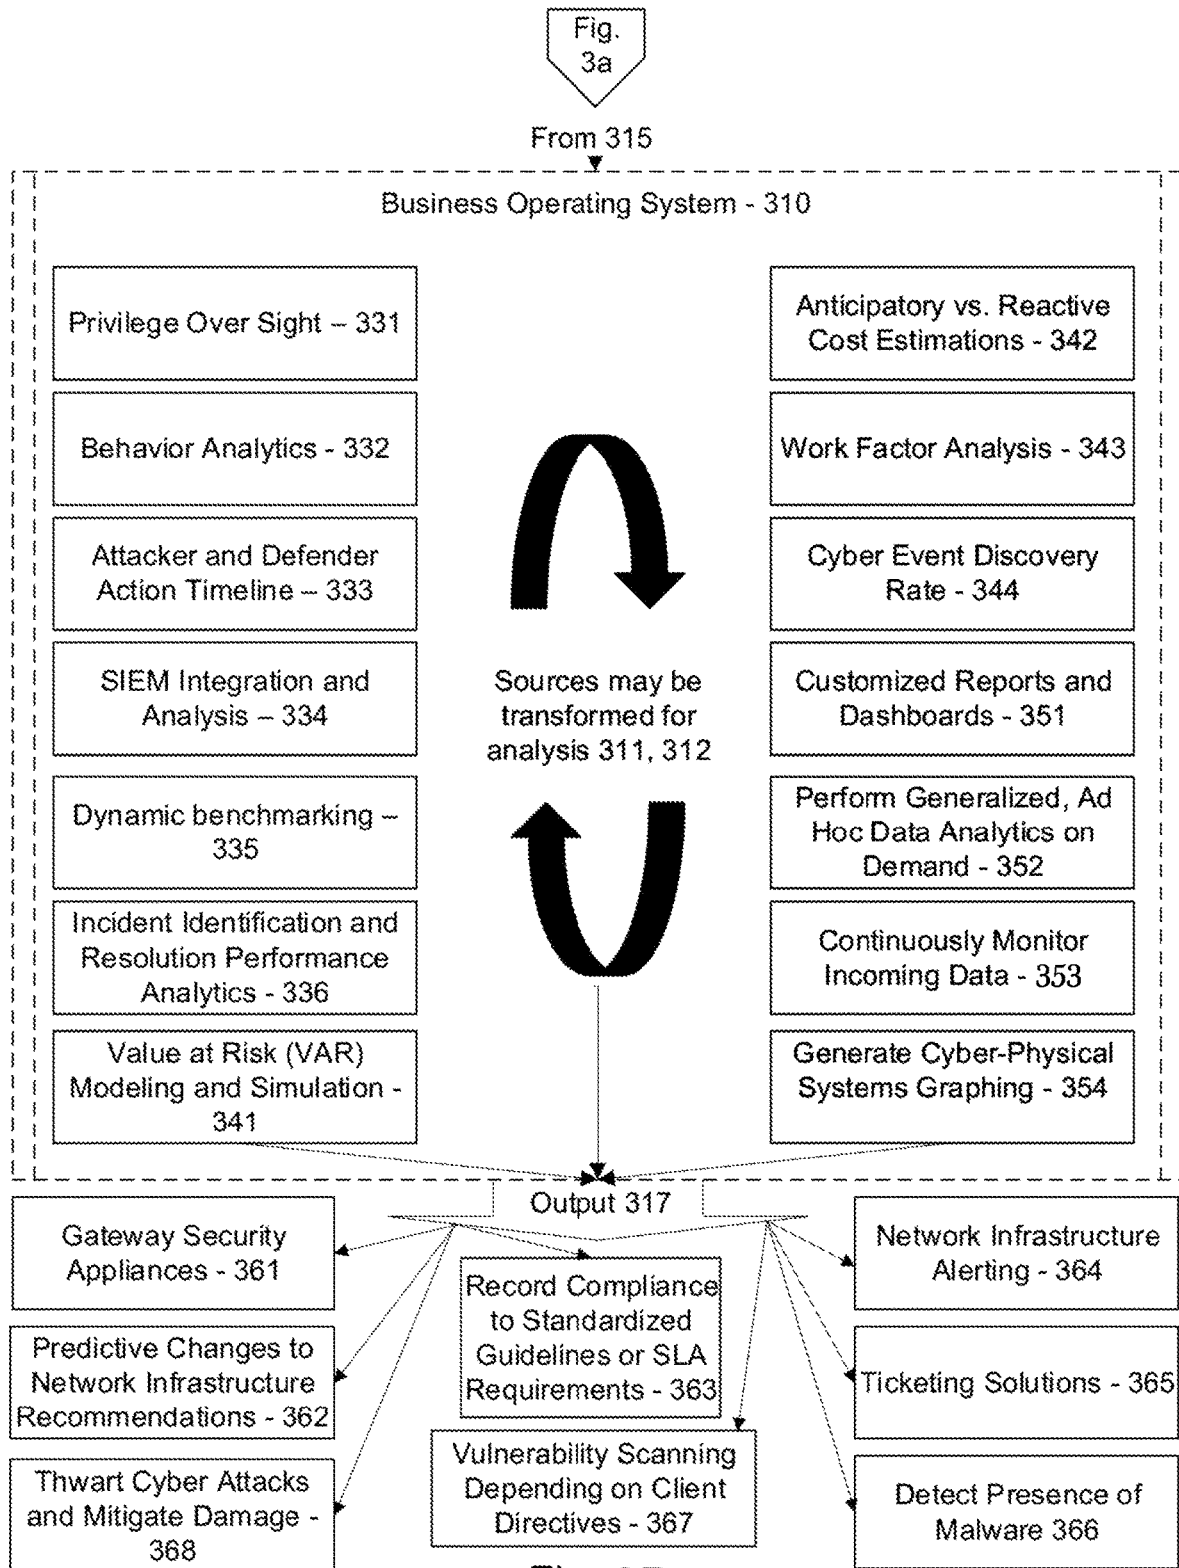 Fig.
3a
From 315
Business Operating System - 310
Privilege Over Sight – 331
Behavior Analytics - 332
Attacker and Defender
Action Timeline – 333
SIEM Integration and
Analysis – 334
Dynamic benchmarking –
335
Incident Identification and
Resolution Performance
Analytics - 336
Value at Risk (VAR)
Modeling and Simulation -
341
Sources may be
transformed for
analysis 311, 312
Anticipatory vs. Reactive
Cost Estimations - 342
Work Factor Analysis - 343
Cyber Event Discovery
Rate - 344
Customized Reports and
Dashboards - 351
Perform Generalized, Ad
Hoc Data Analytics on
Demand - 352
Continuously Monitor
Incoming Data - 353
Generate Cyber-Physical
Systems Graphing - 354
Output 317
Gateway Security
Appliances - 361
Predictive Changes to
Network Infrastructure
Recommendations - 362
Thwart Cyber Attacks
and Mitigate Damage -
368
Record Compliance
to Standardized
Guidelines or SLA
Requirements - 363
Vulnerability Scanning
Depending on Client
Directives - 367
Network Infrastructure
Alerting - 364
Ticketing Solutions - 365
Detect Presence of
Malware 366